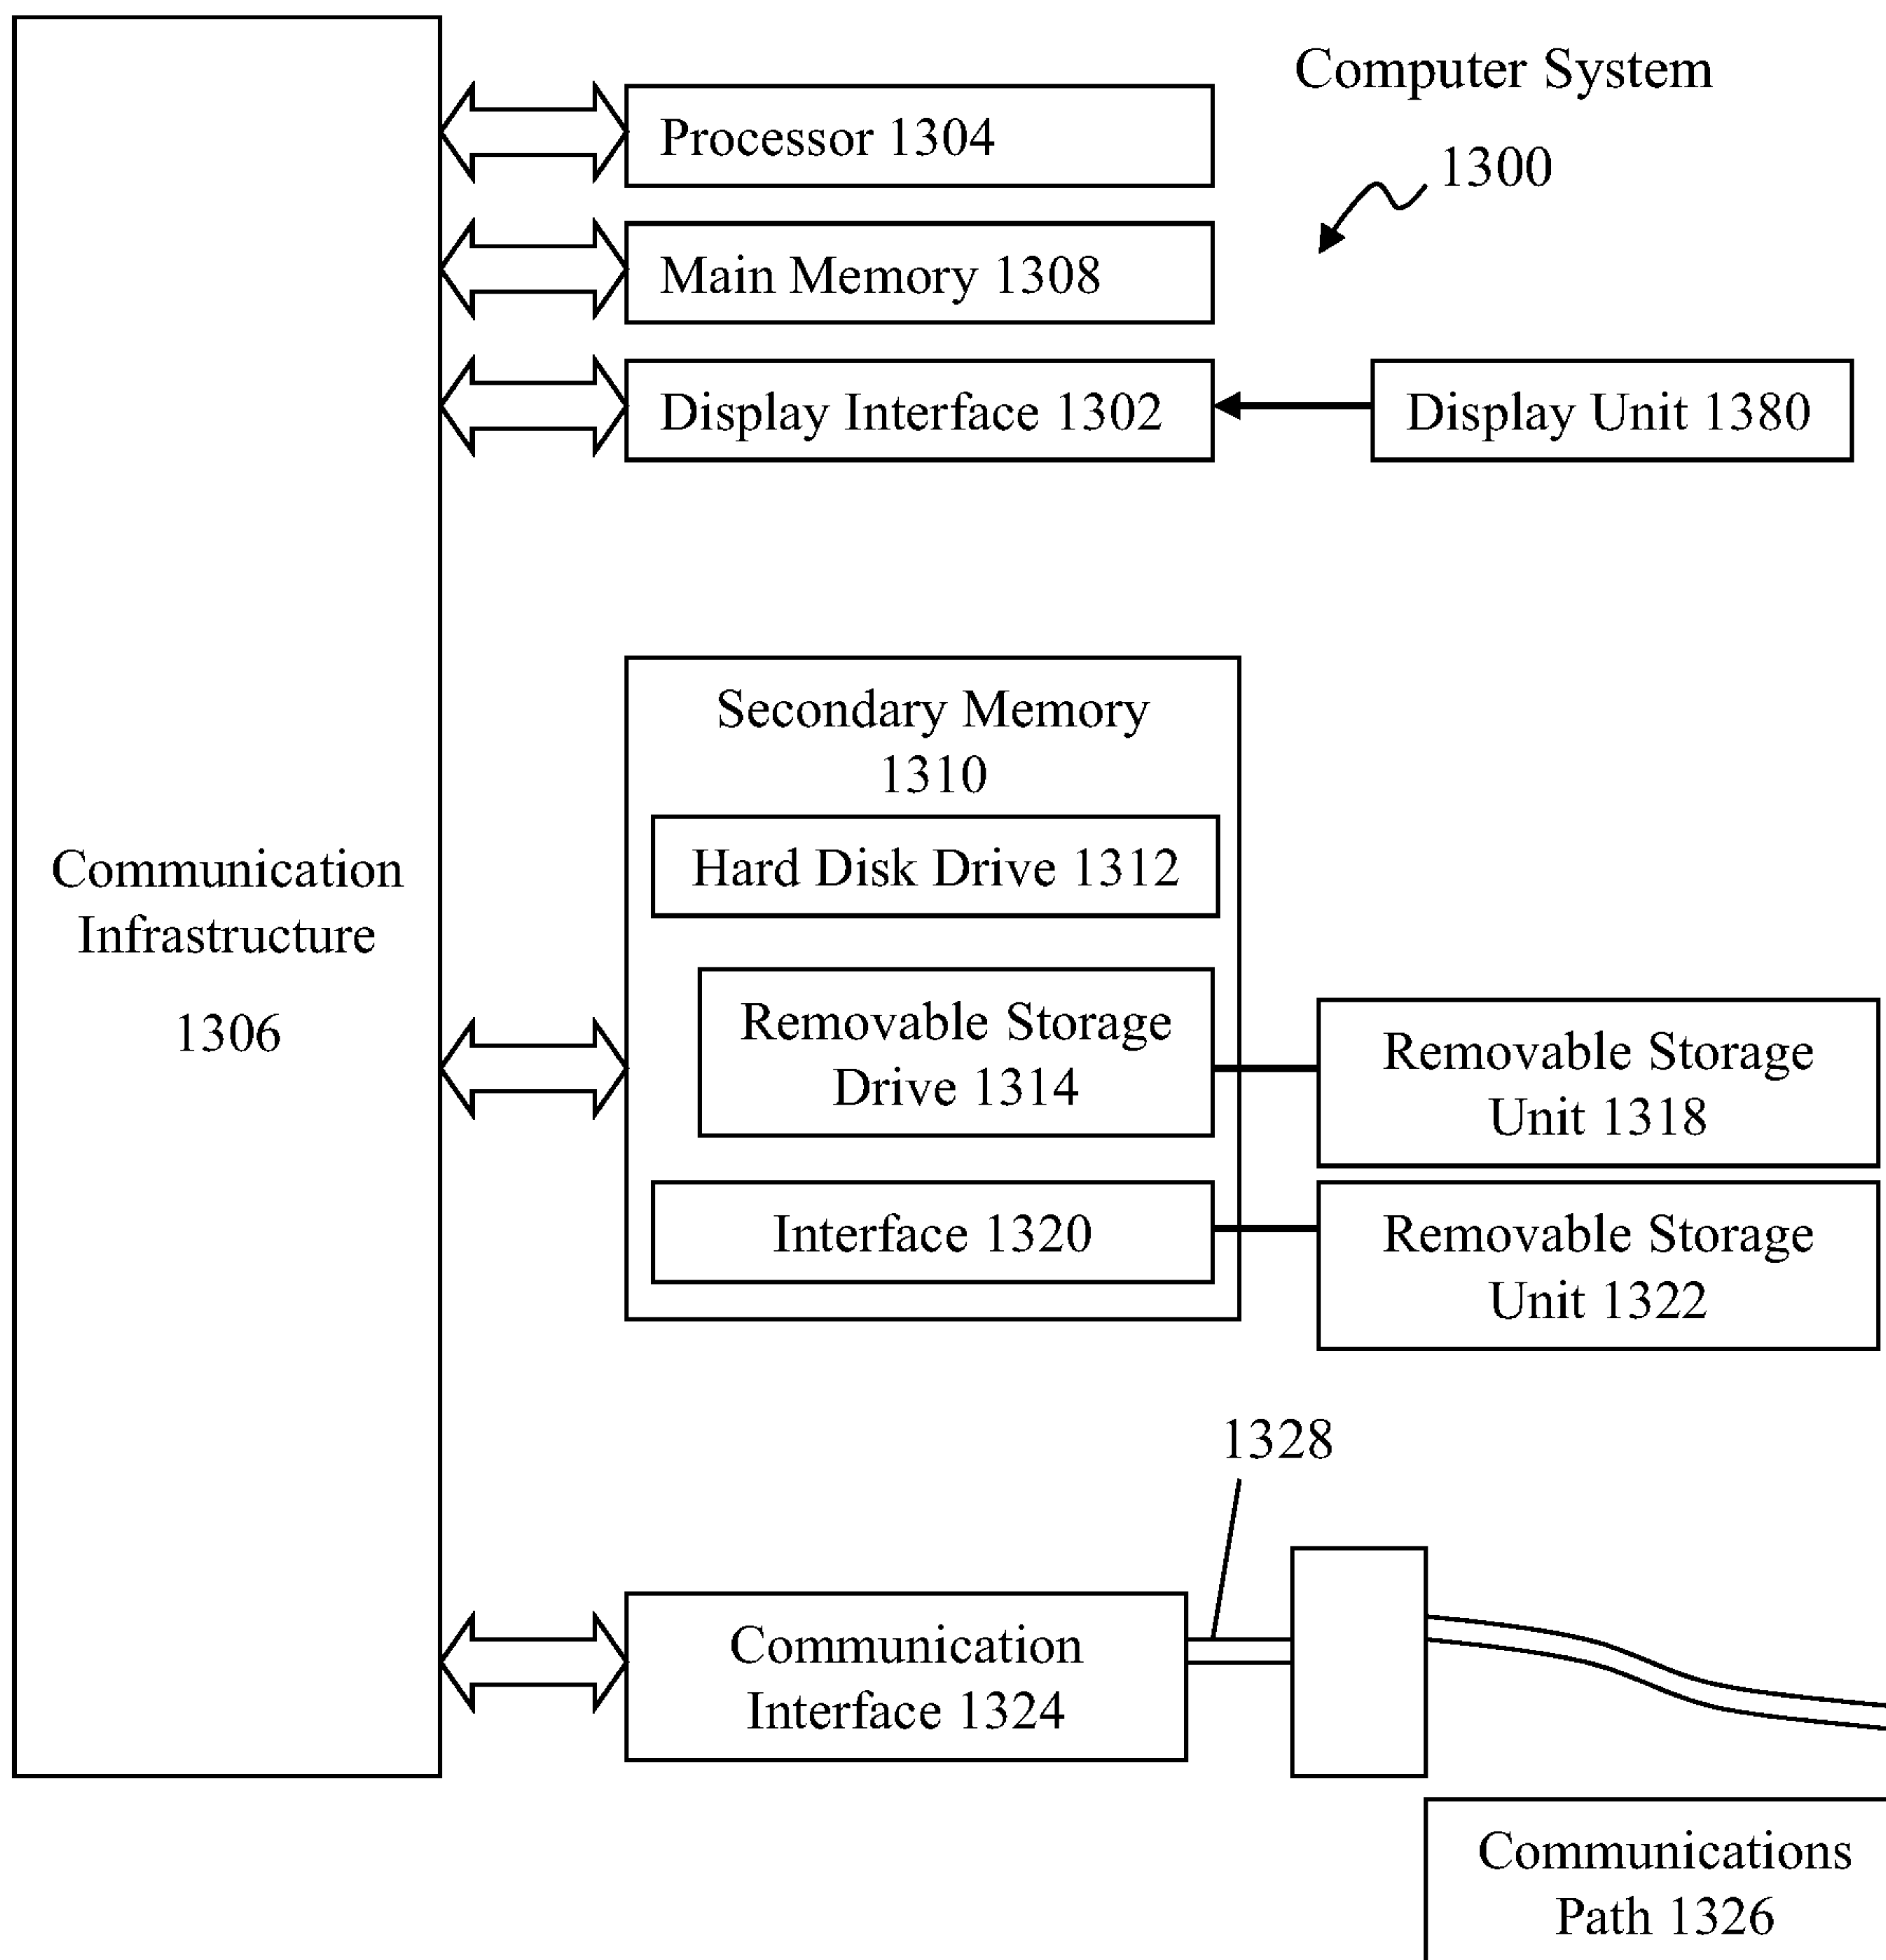 Computer System
1300
Processor 1304
Main Memory 1308
Display Interface 1302
Display Unit 1380
Communication
Infrastructure
1306
Secondary Memory
1310
Hard Disk Drive 1312
Removable Storage
Drive 1314
Removable Storage
Unit 1318
Interface 1320
Removable Storage
Unit 1322
1328
Communication
Interface 1324
Communications
Path 1326